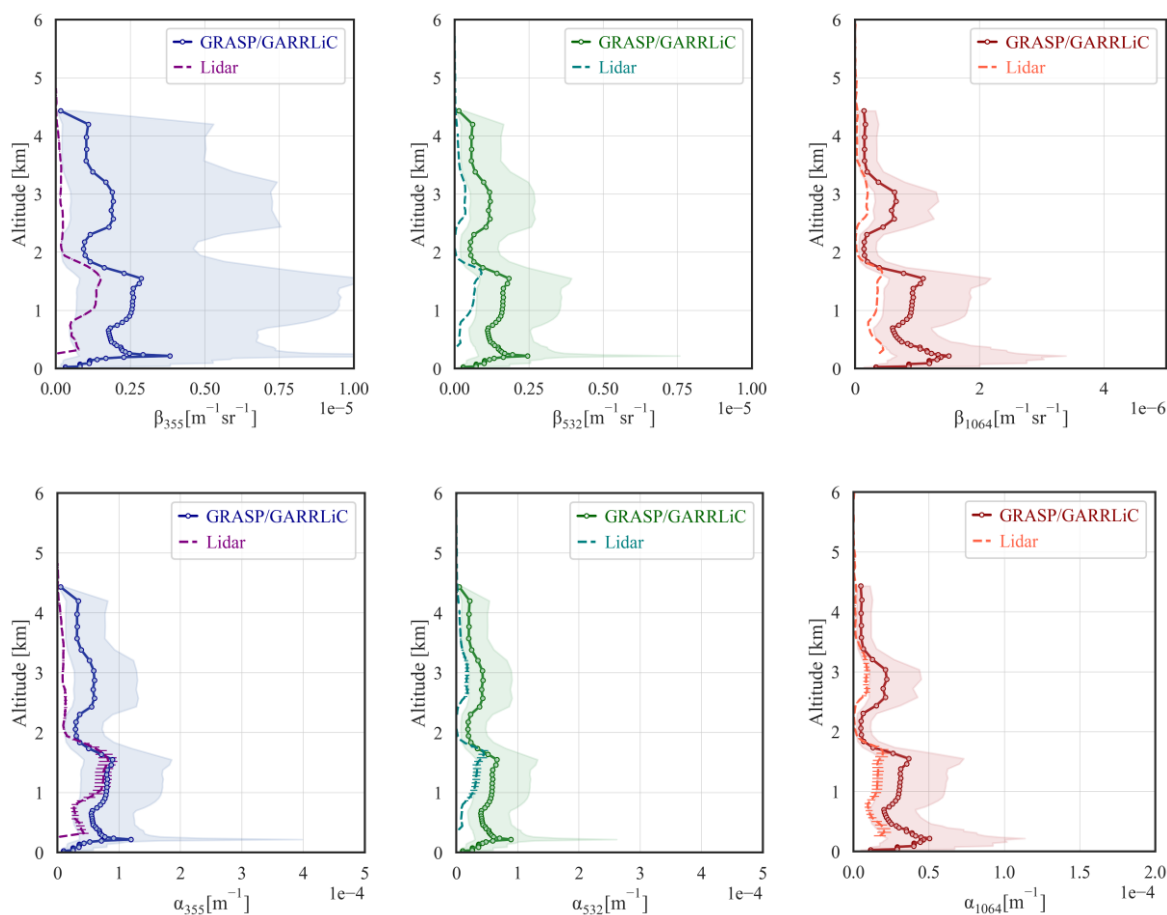 GRASP/GARRLiC
Lidar
Altitude [km]
6
5
4
3
2
1
0
0.00 0.25 0.50 0.75 1.00
1e−5
β355[m−1sr−1]
GRASP/GARRLiC
Lidar
Altitude [km]
6
5
4
3
2
1
0
0.00 0.25 0.50 0.75 1.00
1e−5
β532[m−1sr−1]
GRASP/GARRLiC
Lidar
Altitude [km]
6
5
4
3
2
1
0
0 2 4
1e−6
β1064[m−1sr−1]
GRASP/GARRLiC
Lidar
Altitude [km]
6
5
4
3
2
1
0
0 1 2 3 4 5
1e−4
α355[m−1]
GRASP/GARRLiC
Lidar
Altitude [km]
6
5
4
3
2
1
0
0 1 2 3 4 5
1e−4
α532[m−1]
GRASP/GARRLiC
Lidar
Altitude [km]
6
5
4
3
2
1
0
0.0 0.5 1.0 1.5 2.0
1e−4
α1064[m−1]